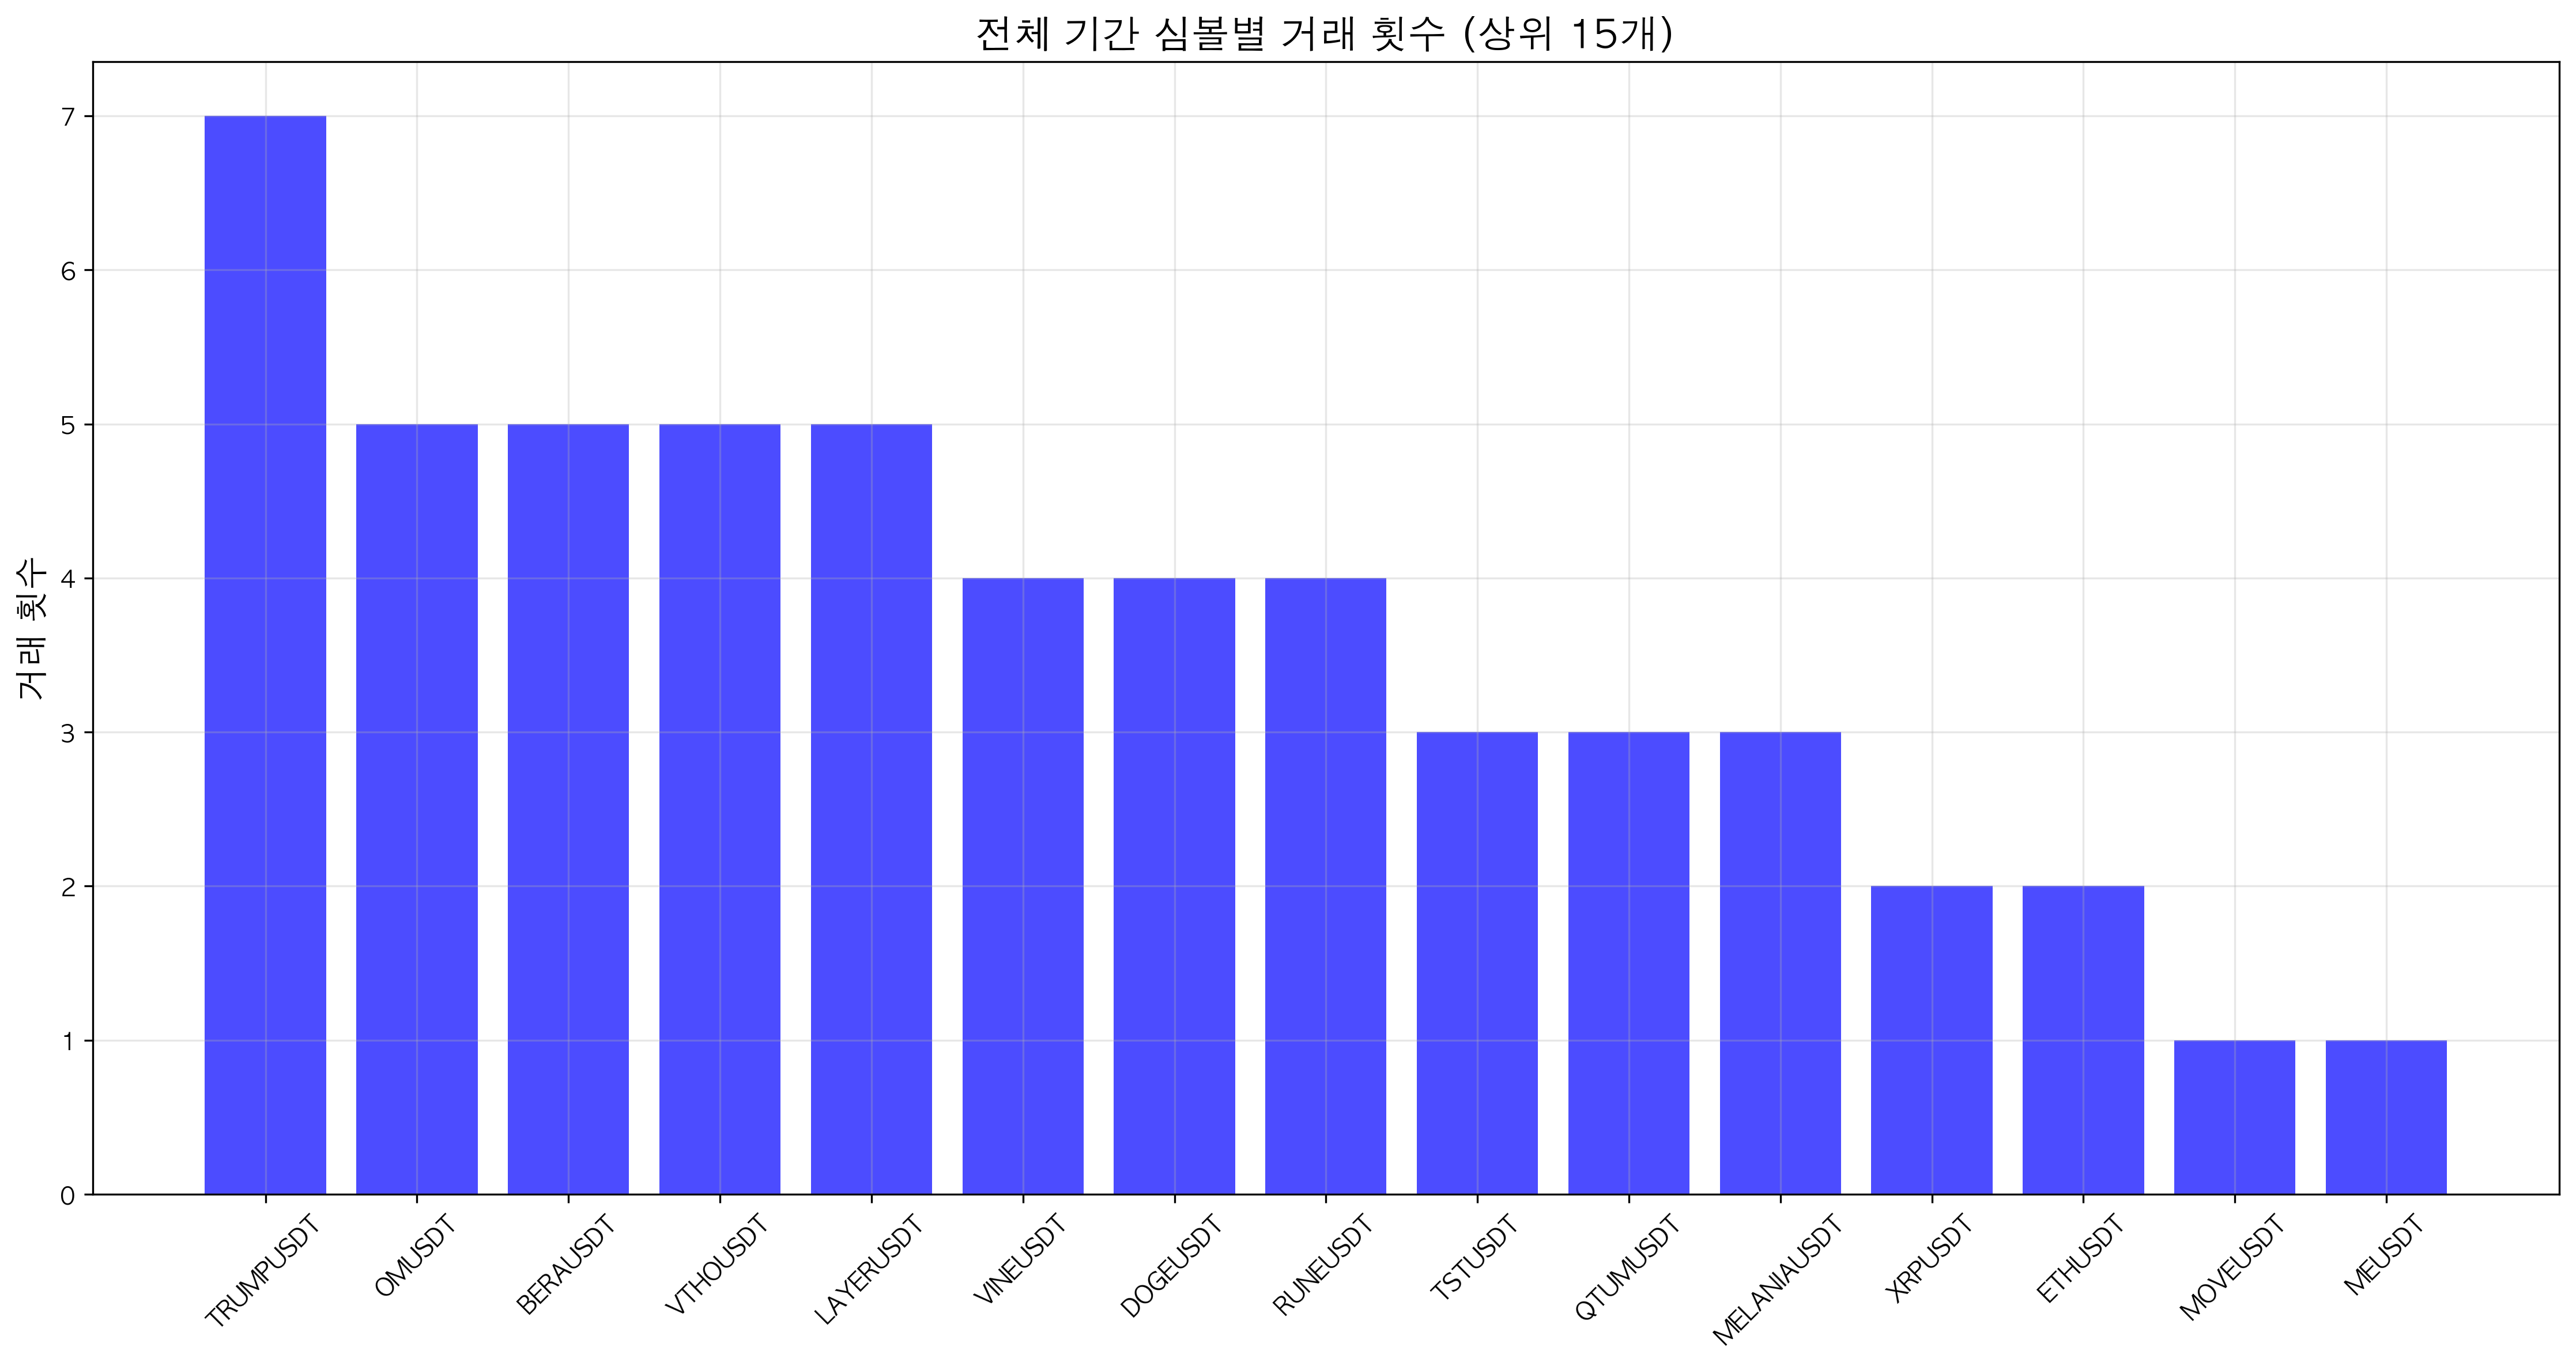 전체 기간 심볼별 거래 횟수 (상위 15개)
거래 횟수
7
6
5
4
3
2
1
0
TRUMPUSDT
OMUSDT
BERAUSDT
VTHOUSDT
LAYERUSDT
VINEUSDT
DOGEUSDT
RUNEUSDT
TSTUSDT
QTUMUSDT
MELANIAUSDT
XRPUSDT
ETHUSDT
MOVEUSDT
MEUSDT